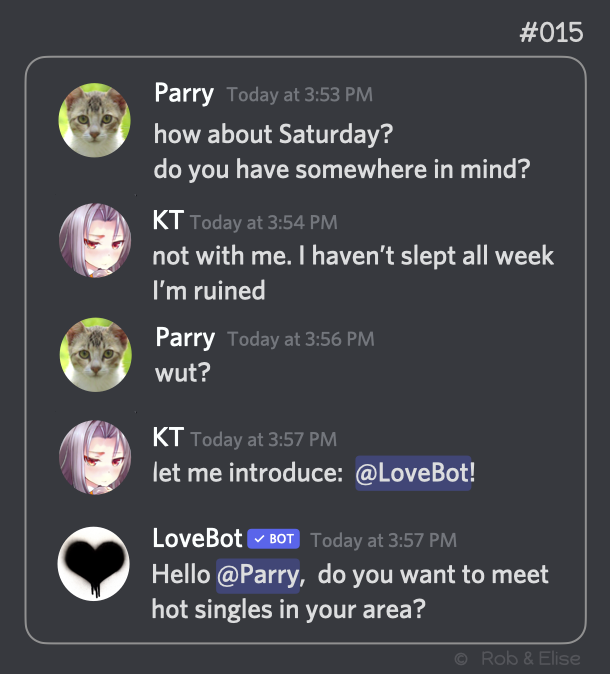 #015
Parry Today at 3:53 PM
how about Saturday?
do you have somewhere in mind?
KT Today at 3:54 PM
not with me. I haven't slept all week
I'm ruined
Parry Today at 3:56 PM
wut?
KT Today at 3:57 PM
let me introduce: @LoveBot!
LoveBot ✓ BOT Today at 3:57 PM
Hello @Parry, do you want to meet
hot singles in your area?
© Rob & Elise